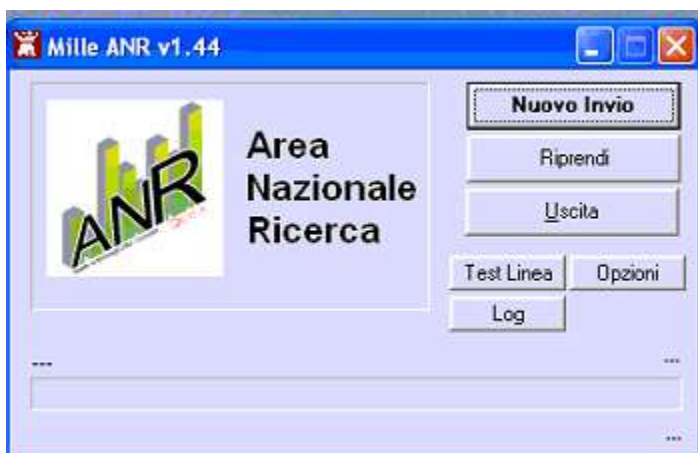 Mille ANR v1.44
ANR
Area
Nazionale
Ricerca
Nuovo Invio
Riprendi
Uscita
Test Linea
Opzioni
Log
---
...
...